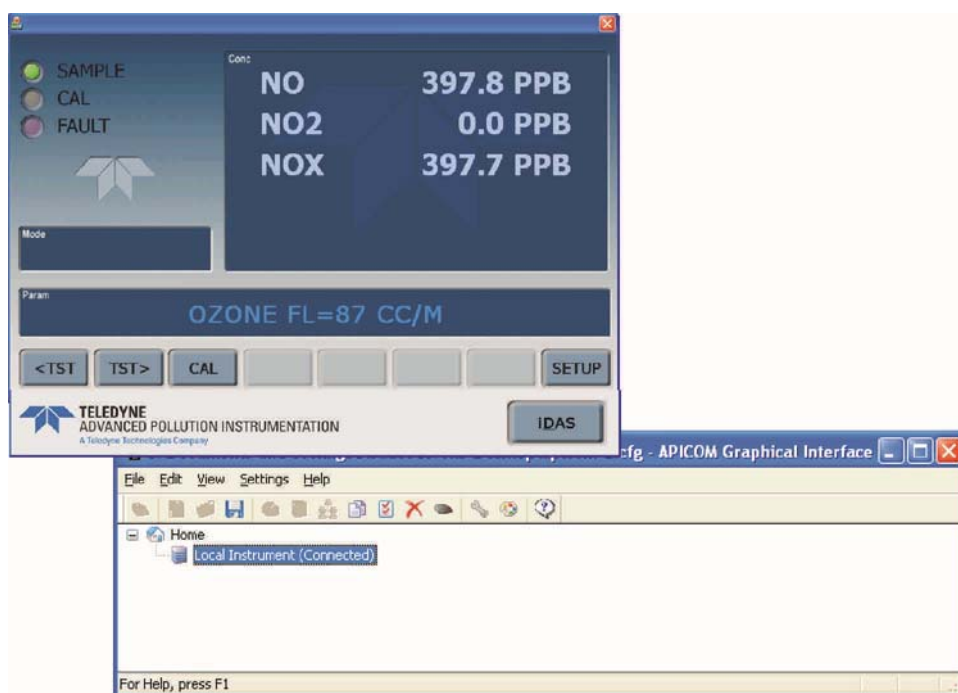 SAMPLE
CAL
FAULT
Conc
NO 397.8 PPB
NO2 0.0 PPB
NOX 397.7 PPB
Mode
Param
OZONE FL=87 CC/M
<TST TST> CAL SETUP
TELEDYNE
ADVANCED POLLUTION INSTRUMENTATION
A Teledyne Technologies Company
iDAS
cfg - APICOM Graphical Interface
File Edit View Settings Help
Home
Local Instrument (Connected)
For Help, press F1